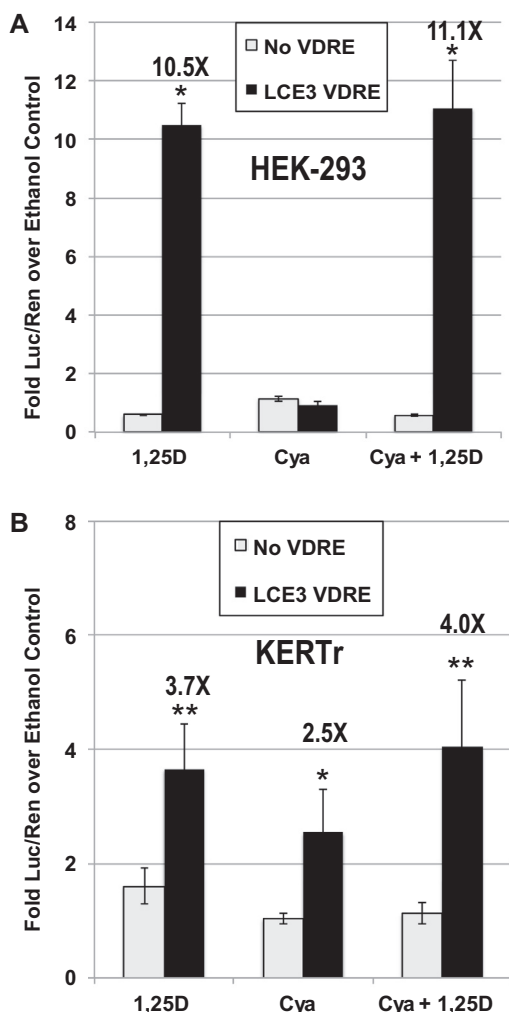 A
Fold Luc/Ren over Ethanol Control
14
12
10
8
6
4
2
0
No VDRE
LCE3 VDRE
10.5X
*
11.1X
*
HEK-293
1,25D
Cya
Cya + 1,25D
B
Fold Luc/Ren over Ethanol Control
8
6
4
2
0
No VDRE
LCE3 VDRE
KERTr
3.7X
**
2.5X
*
4.0X
**
1,25D
Cya
Cya + 1,25D